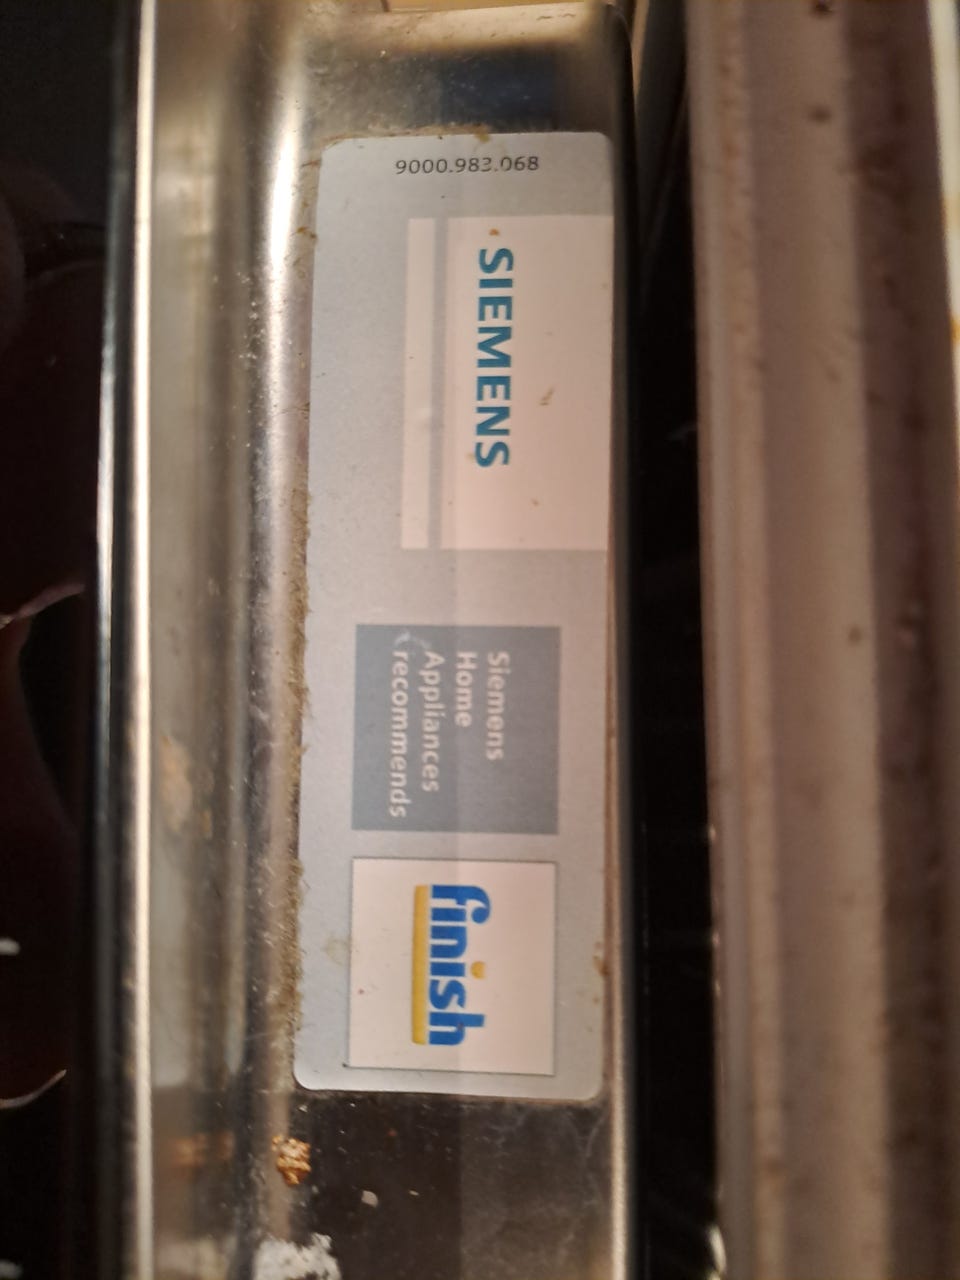 9000.983.068
SIEMENS
Siemens
Home
Appliances
recommends
finish